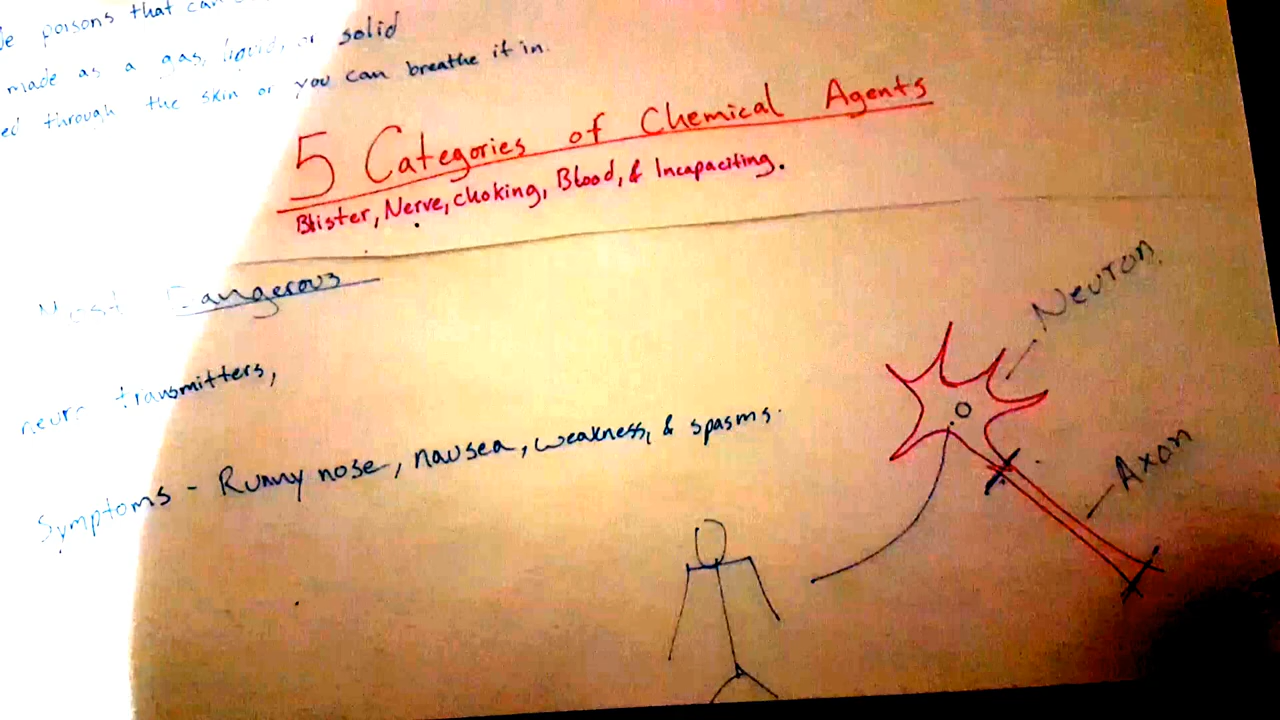 poisons that can
made as a gas, liquid, or solid
ed through the skin or you can breathe it in.
5 Categories of Chemical Agents
Blister, Nerve, choking, Blood, & Incapaciting.
Most Dangerous
Neuron.
neuro transmitters,
Symptoms - Runny nose, nausea, weakness, & spasms.
Axon